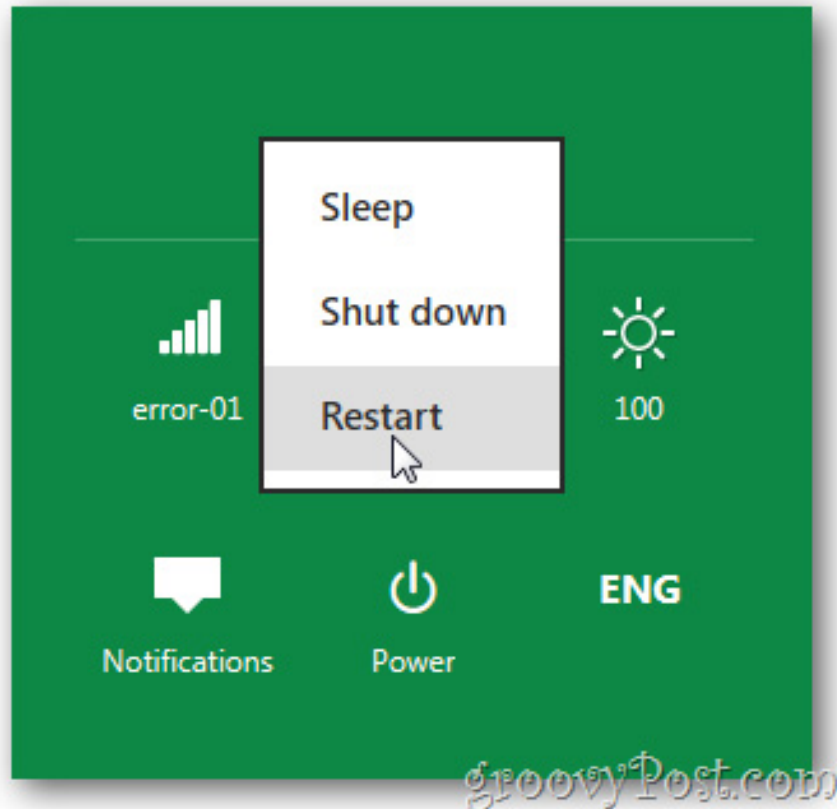 Sleep
Shut down
Restart
error-01
100
Notifications
Power
ENG
groovyPost.com